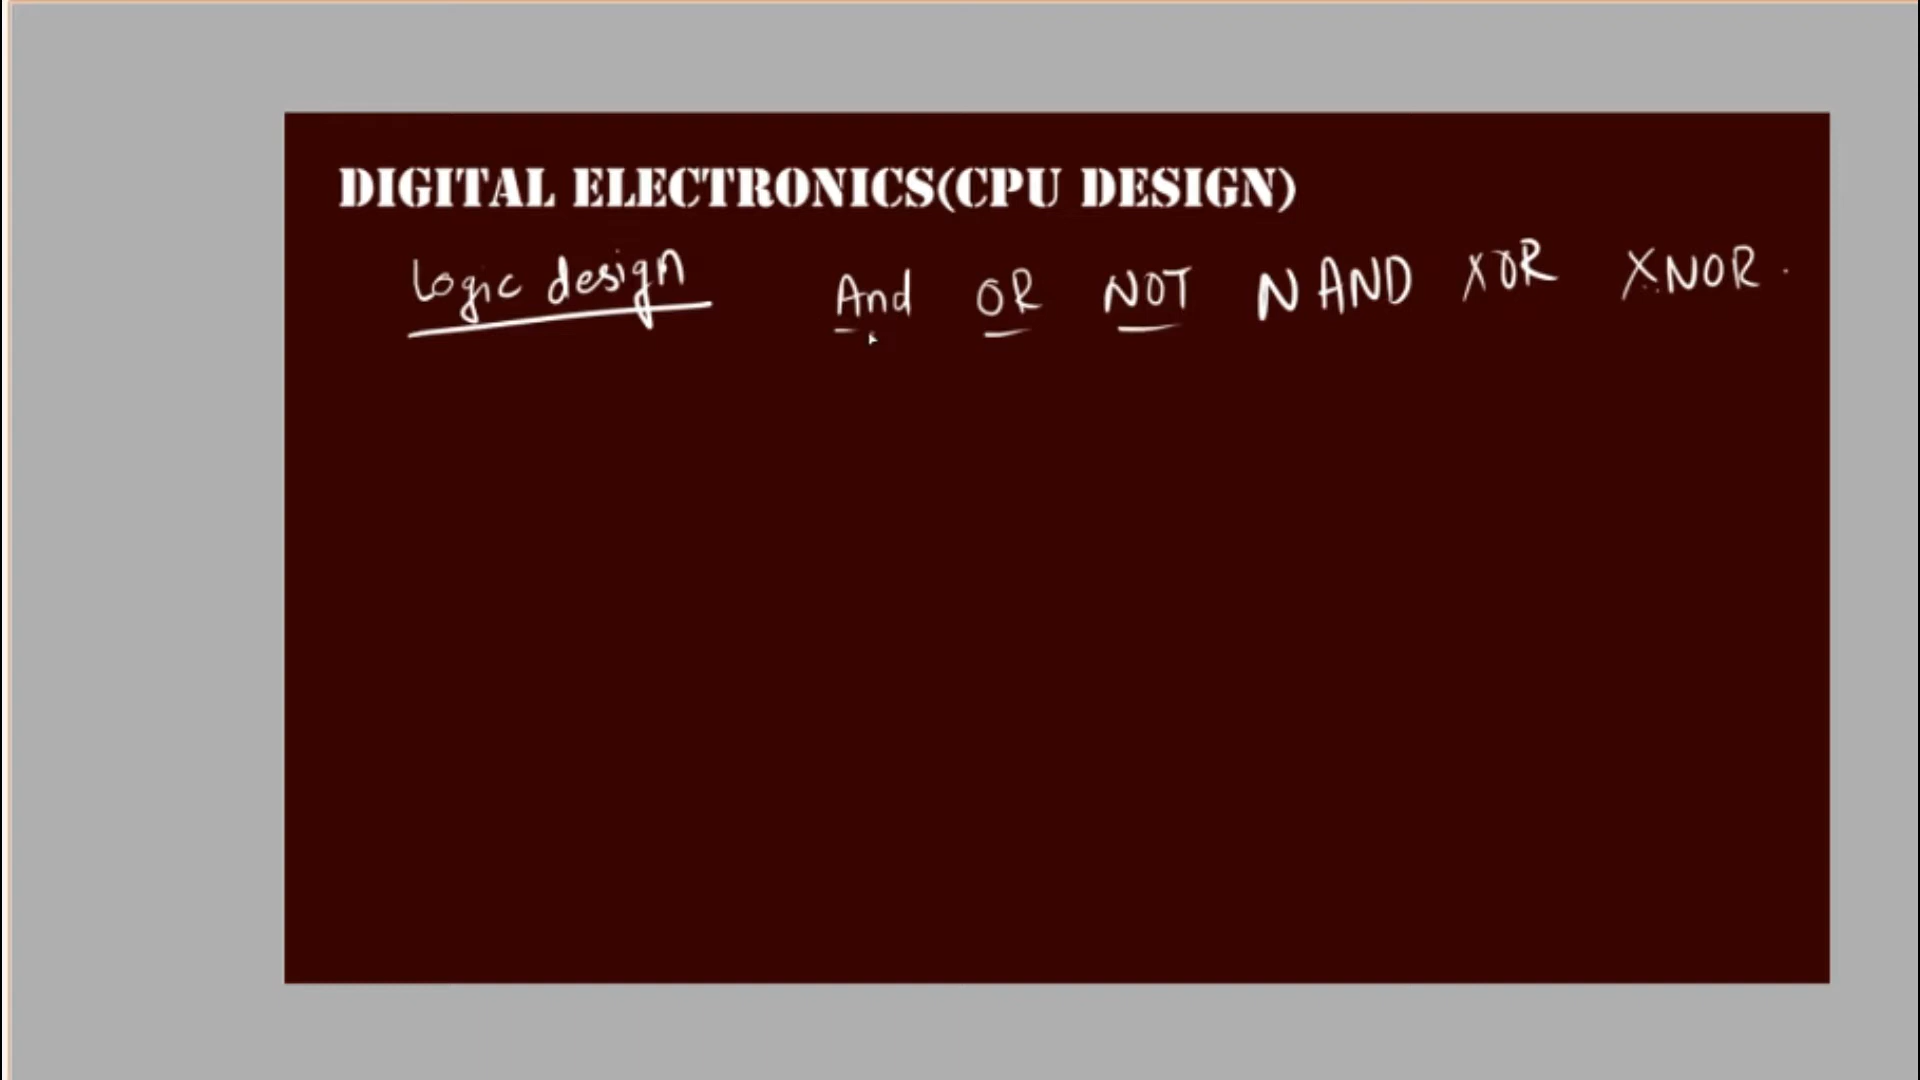 DIGITAL ELECTRONICS(CPU DESIGN)
Logic design And OR NOT NAND XOR XNOR.